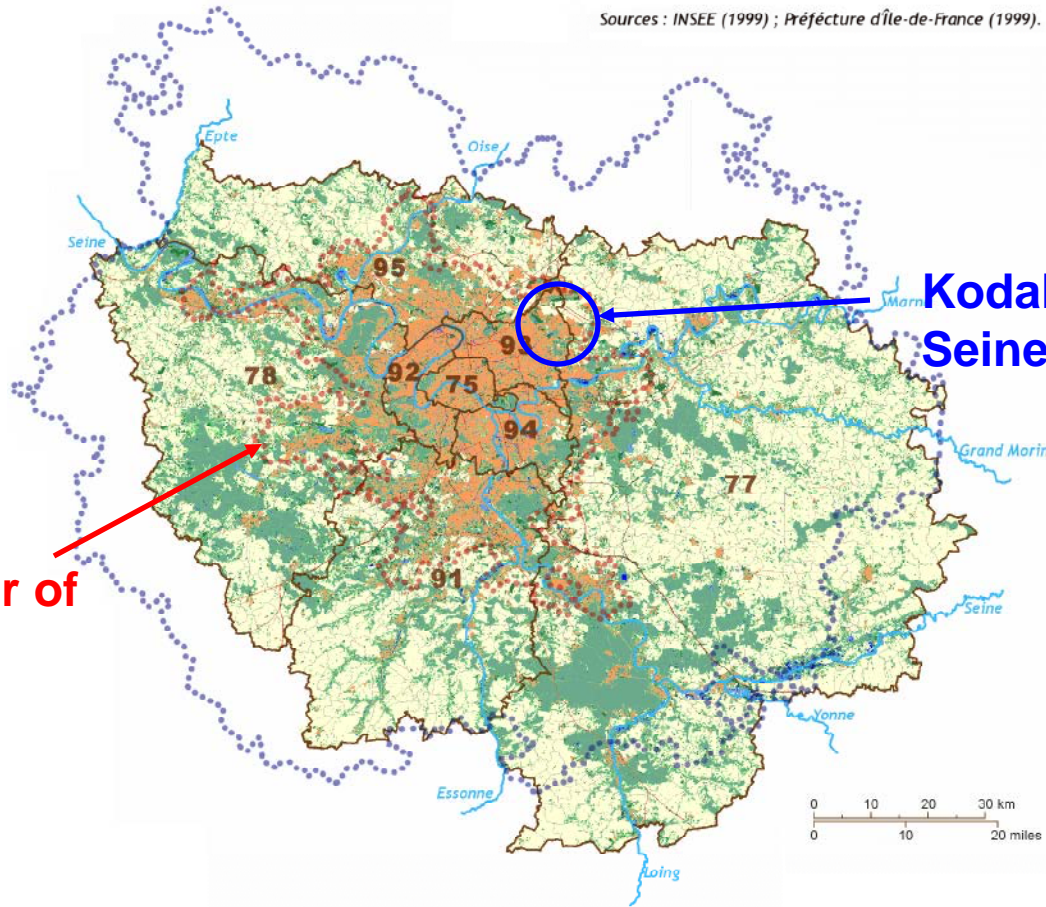 Sources : INSEE (1999) ; Préfécture d'Île-de-France (1999).
Epte
Oise
Seine
95
Marn
Kodal
Seine
93
78
92
75
94
Grand Morin
77
r of
91
Seine
Yonne
Essonne
0 10 20 30 km
0 10 20 miles
Loing